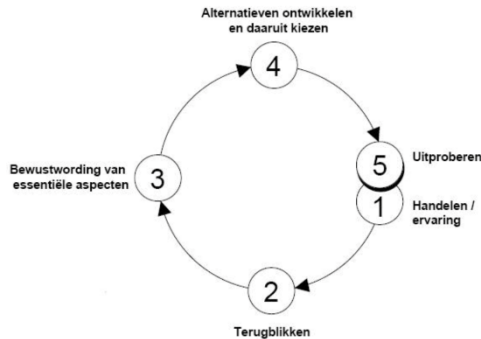 Alternatieven ontwikkelen
en daaruit kiezen
4
5
Uitproberen
Bewustwording van
essentiële aspecten
3
1
Handelen /
ervaring
2
Terugblikken